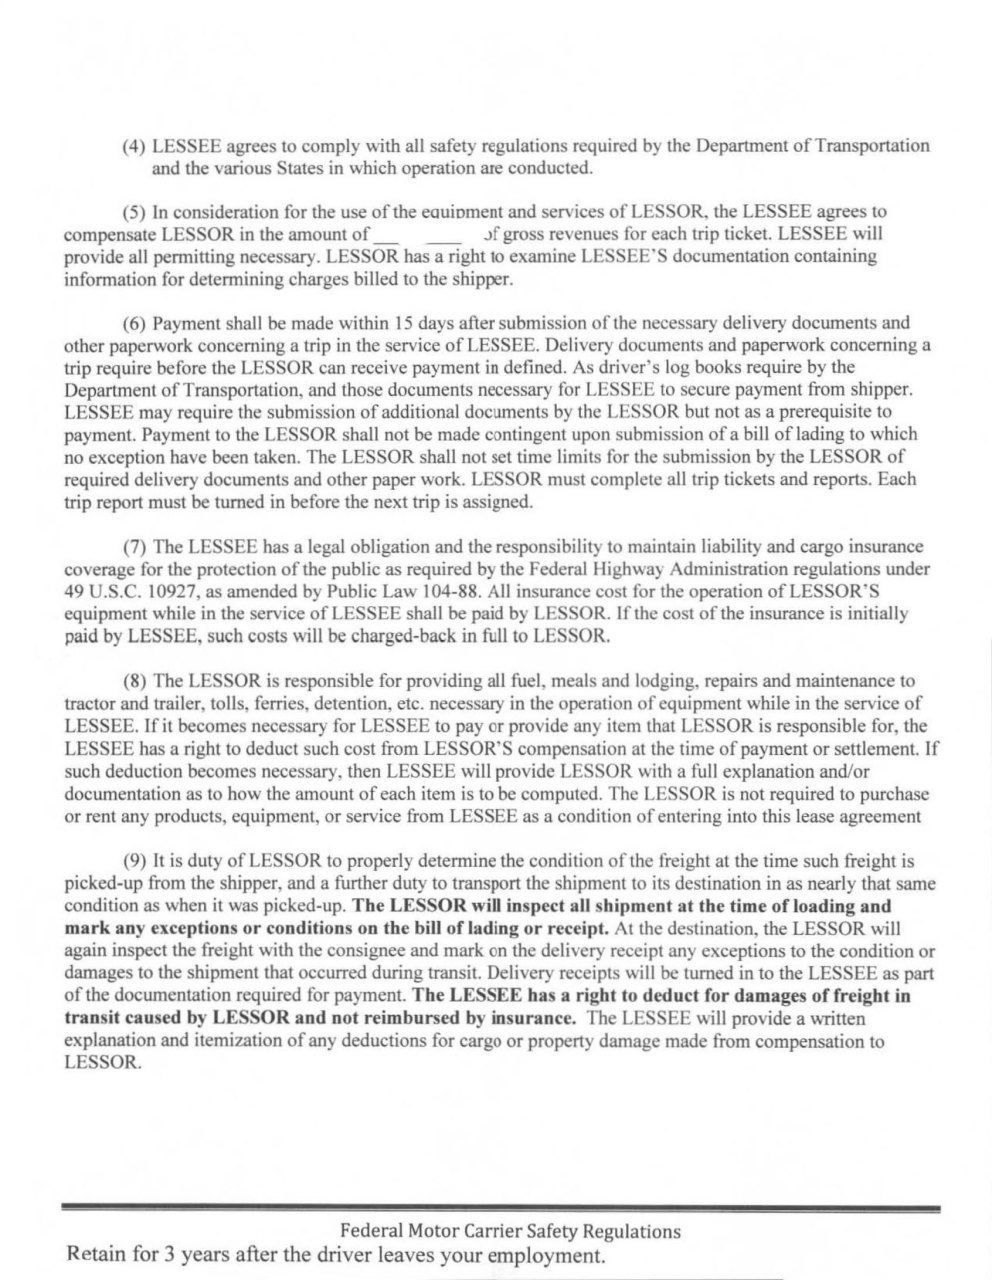 (4) LESSEE agrees to comply with all safety regulations required by the Department of Transportation
and the various States in which operation are conducted.
(5) In consideration for the use of the equipment and services of LESSOR, the LESSEE agrees to
compensate LESSOR in the amount of ___ ____ of gross revenues for each trip ticket. LESSEE will
provide all permitting necessary. LESSOR has a right to examine LESSEE'S documentation containing
information for determining charges billed to the shipper.
(6) Payment shall be made within 15 days after submission of the necessary delivery documents and
other paperwork concerning a trip in the service of LESSEE. Delivery documents and paperwork concerning a
trip require before the LESSOR can receive payment in defined. As driver's log books require by the
Department of Transportation, and those documents necessary for LESSEE to secure payment from shipper.
LESSEE may require the submission of additional documents by the LESSOR but not as a prerequisite to
payment. Payment to the LESSOR shall not be made contingent upon submission of a bill of lading to which
no exception have been taken. The LESSOR shall not set time limits for the submission by the LESSOR of
required delivery documents and other paper work. LESSOR must complete all trip tickets and reports. Each
trip report must be turned in before the next trip is assigned.
(7) The LESSEE has a legal obligation and the responsibility to maintain liability and cargo insurance
coverage for the protection of the public as required by the Federal Highway Administration regulations under
49 U.S.C. 10927, as amended by Public Law 104-88. All insurance cost for the operation of LESSOR'S
equipment while in the service of LESSEE shall be paid by LESSOR. If the cost of the insurance is initially
paid by LESSEE, such costs will be charged-back in full to LESSOR.
(8) The LESSOR is responsible for providing all fuel, meals and lodging, repairs and maintenance to
tractor and trailer, tolls, ferries, detention, etc. necessary in the operation of equipment while in the service of
LESSEE. If it becomes necessary for LESSEE to pay or provide any item that LESSOR is responsible for, the
LESSEE has a right to deduct such cost from LESSOR'S compensation at the time of payment or settlement. If
such deduction becomes necessary, then LESSEE will provide LESSOR with a full explanation and/or
documentation as to how the amount of each item is to be computed. The LESSOR is not required to purchase
or rent any products, equipment, or service from LESSEE as a condition of entering into this lease agreement
(9) It is duty of LESSOR to properly determine the condition of the freight at the time such freight is
picked-up from the shipper, and a further duty to transport the shipment to its destination in as nearly that same
condition as when it was picked-up. The LESSOR will inspect all shipment at the time of loading and
mark any exceptions or conditions on the bill of lading or receipt. At the destination, the LESSOR will
again inspect the freight with the consignee and mark on the delivery receipt any exceptions to the condition or
damages to the shipment that occurred during transit. Delivery receipts will be turned in to the LESSEE as part
of the documentation required for payment. The LESSEE has a right to deduct for damages of freight in
transit caused by LESSOR and not reimbursed by insurance. The LESSEE will provide a written
explanation and itemization of any deductions for cargo or property damage made from compensation to
LESSOR.
Federal Motor Carrier Safety Regulations
Retain for 3 years after the driver leaves your employment.